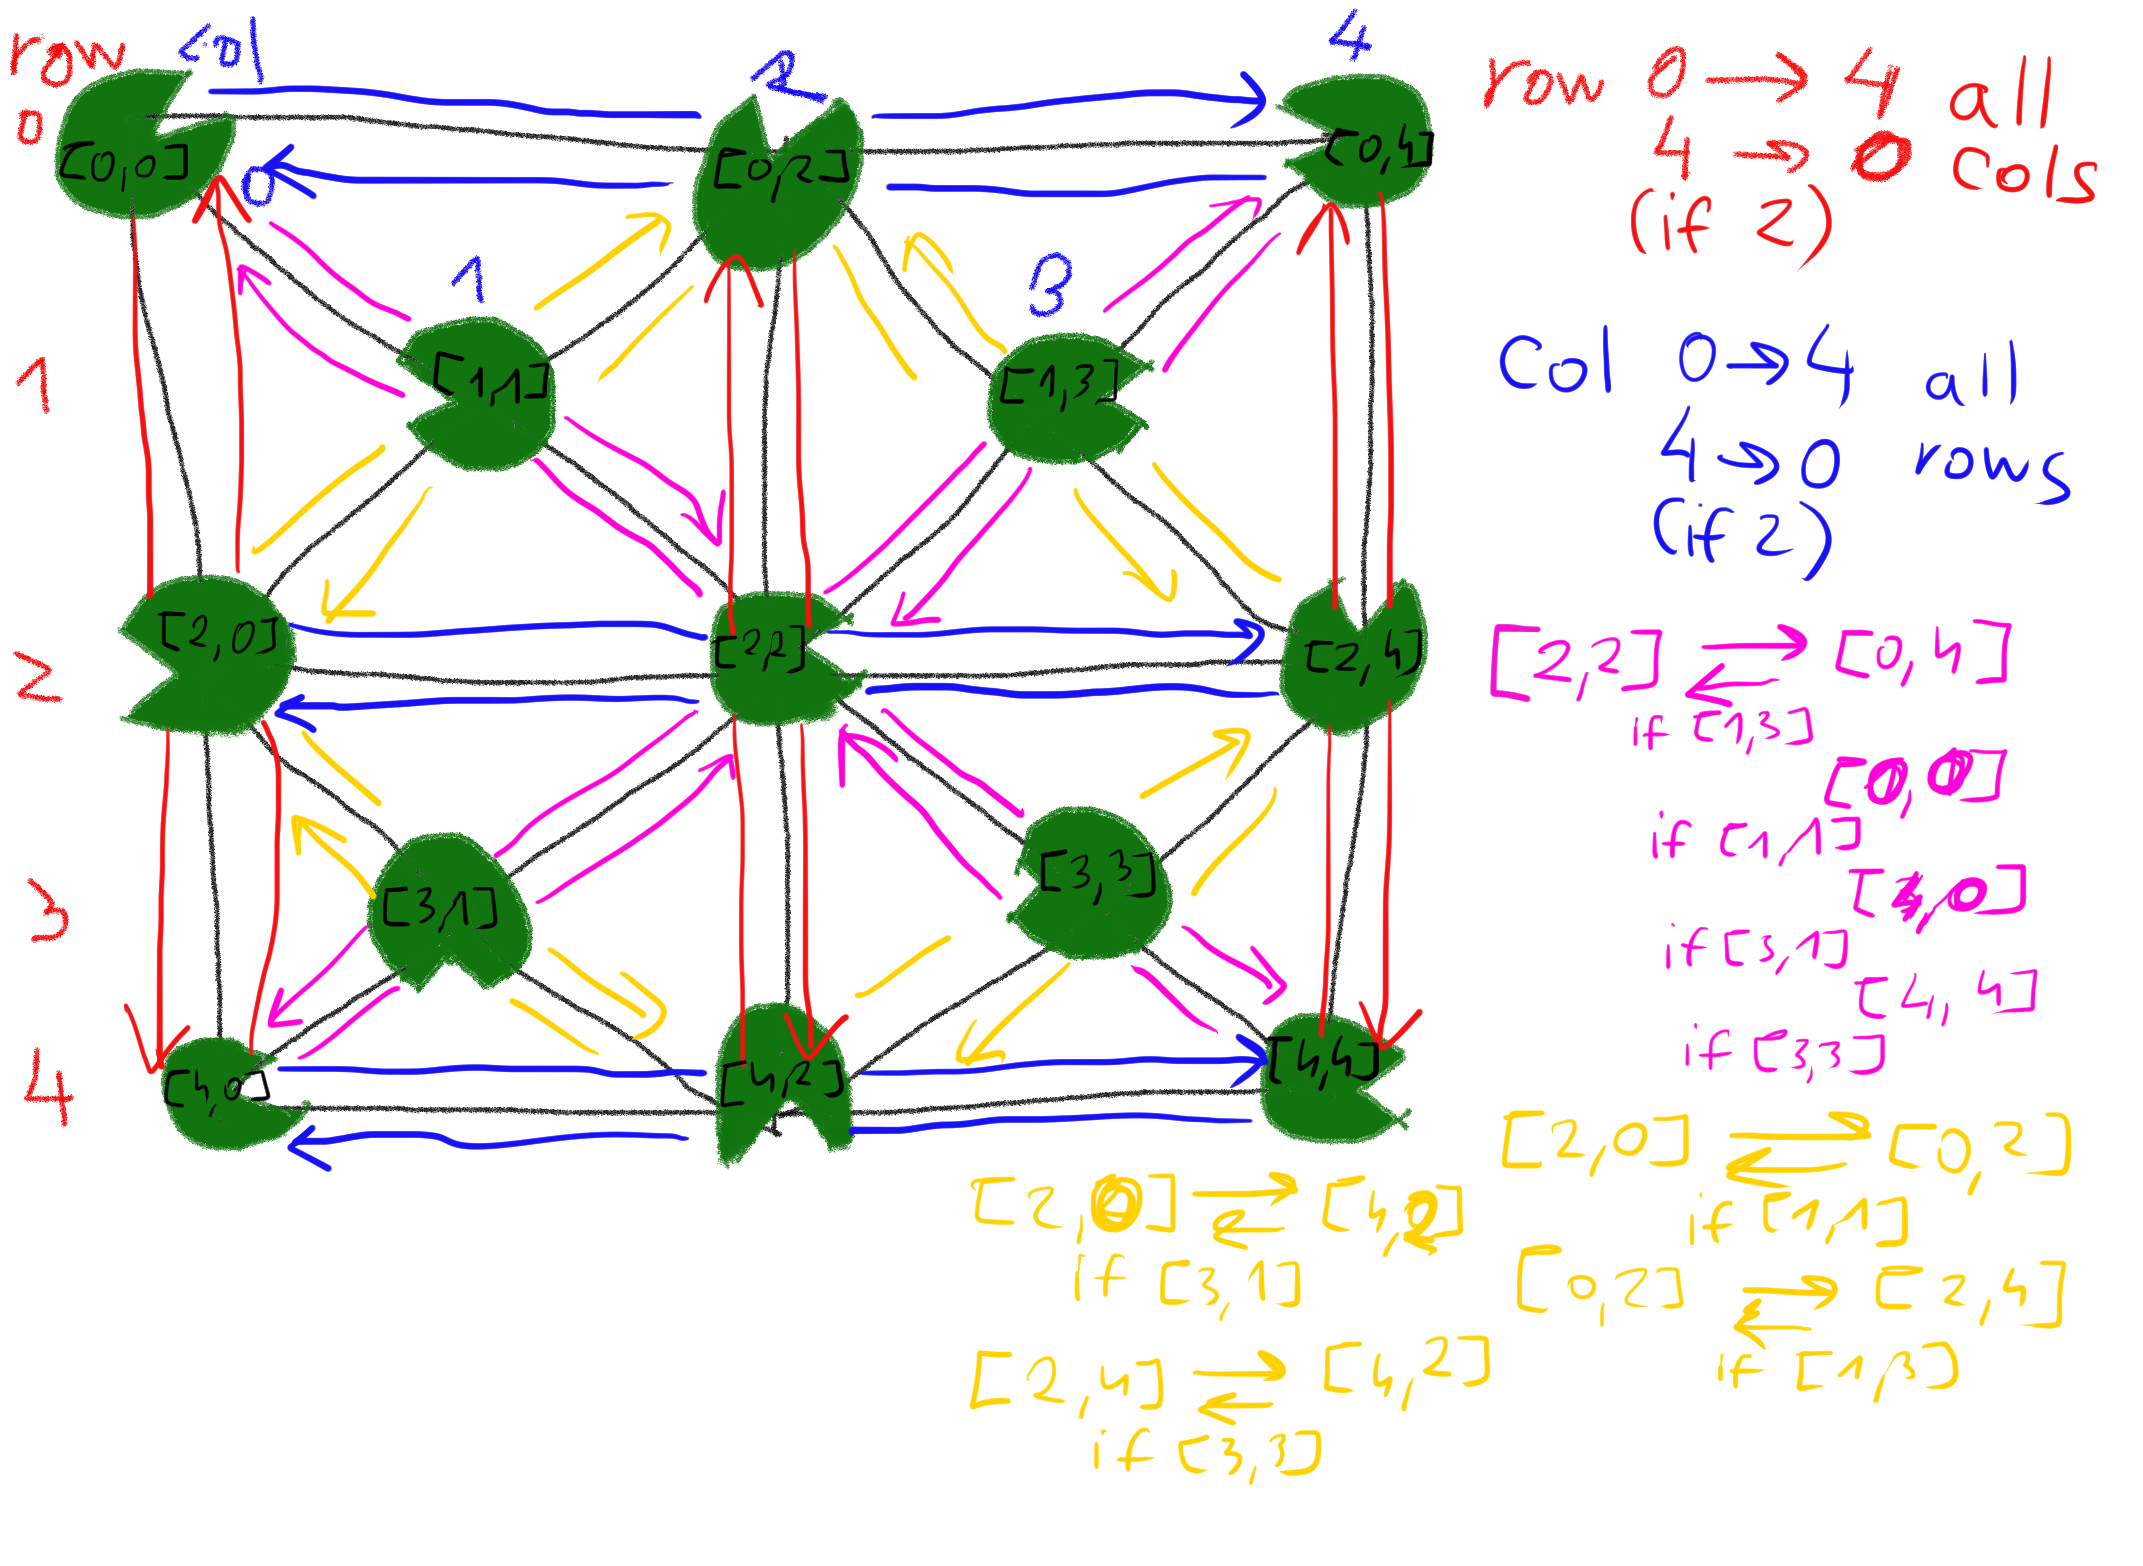 row col 2 4
0 [0,0] 0 [0,2] [0,4]
1 3
1 [1,1] [1,3]
2 [2,0] [2,2] [2,4]
3 [3,1] [3,3]
4 [4,0] [4,2] [4,4]
row 0 → 4 all
4 → 0 cols
(if 2)
col 0 → 4 all
4 → 0 rows
(if 2)
[2,2] ⇄ [0,4]
if [1,3]
[0,0]
if [1,1]
[4,0]
if [3,1]
[4,4]
if [3,3]
[2,0] ⇄ [0,2]
if [1,1]
[0,2] ⇄ [2,4]
if [1,3]
[2,0] ⇄ [4,2]
if [3,1]
[2,4] ⇄ [4,2]
if [3,3]